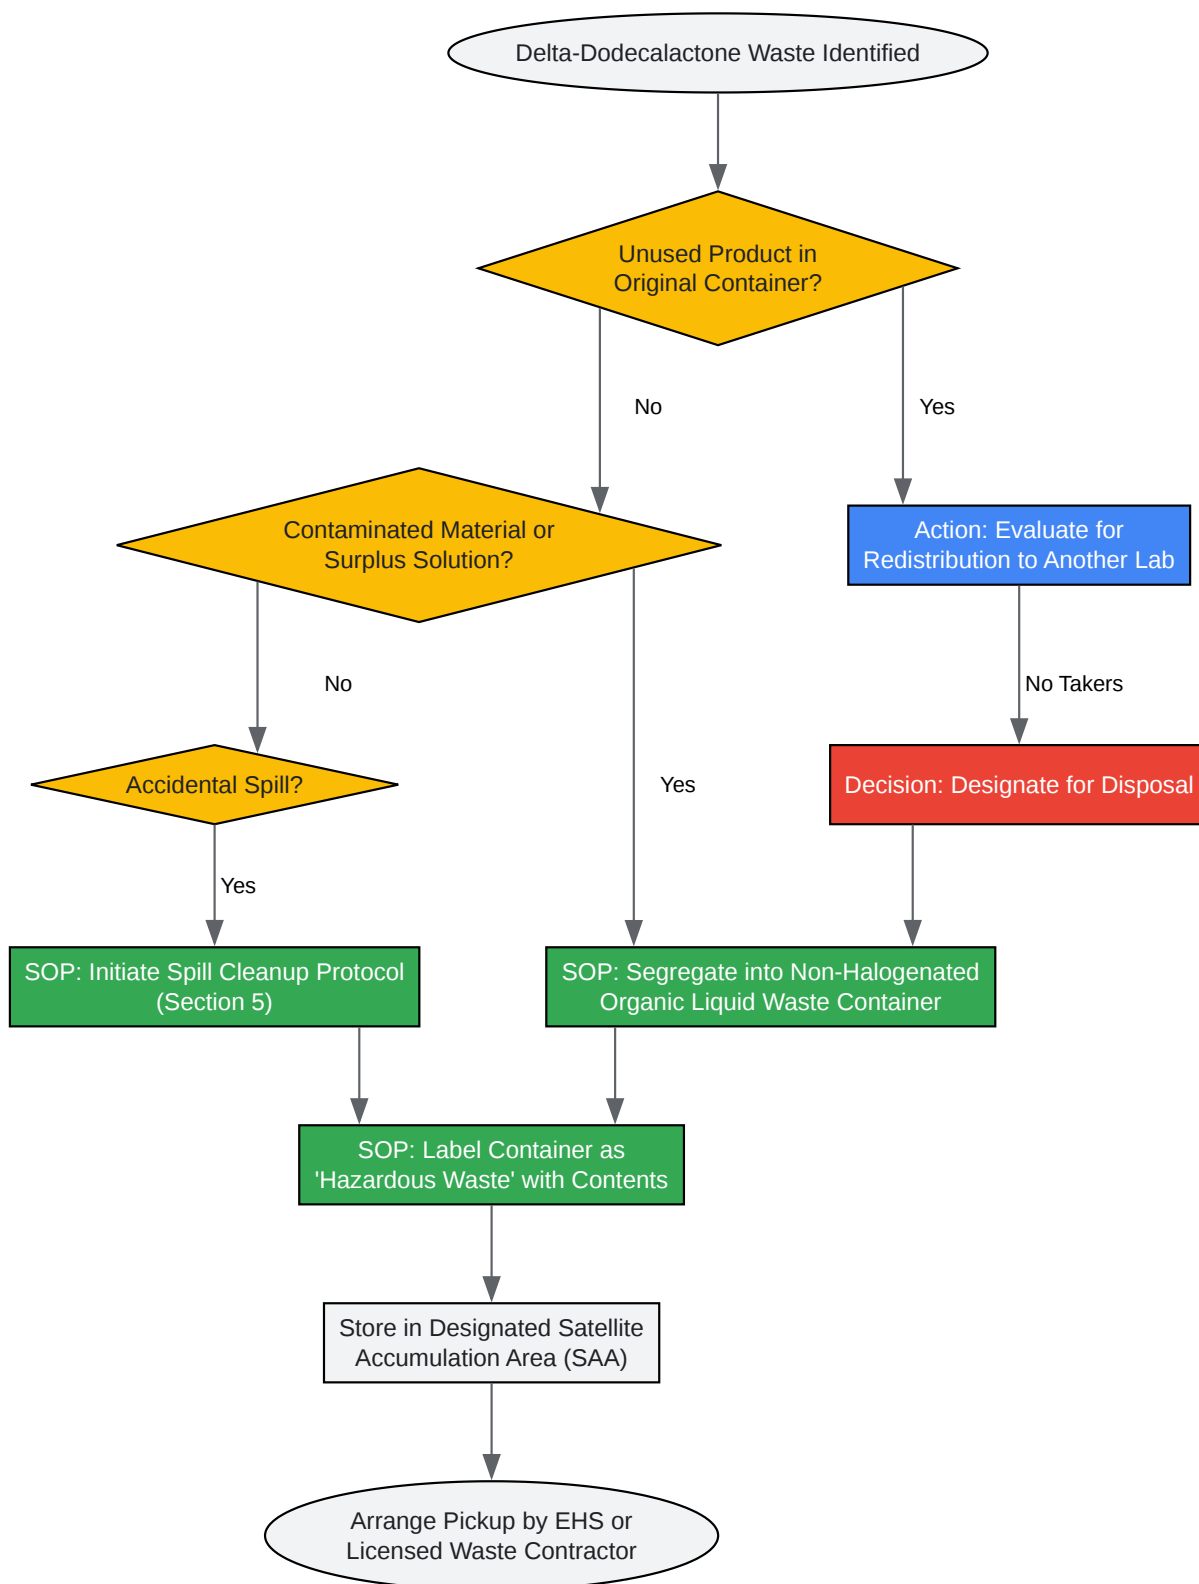 Delta-Dodecalactone Waste Identified
Unused Product in
Original Container?
No
Yes
Contaminated Material or
Surplus Solution?
Action: Evaluate for
Redistribution to Another Lab
No
No Takers
Accidental Spill?
Yes
Decision: Designate for Disposal
Yes
SOP: Initiate Spill Cleanup Protocol
(Section 5)
SOP: Segregate into Non-Halogenated
Organic Liquid Waste Container
SOP: Label Container as
'Hazardous Waste' with Contents
Store in Designated Satellite
Accumulation Area (SAA)
Arrange Pickup by EHS or
Licensed Waste Contractor